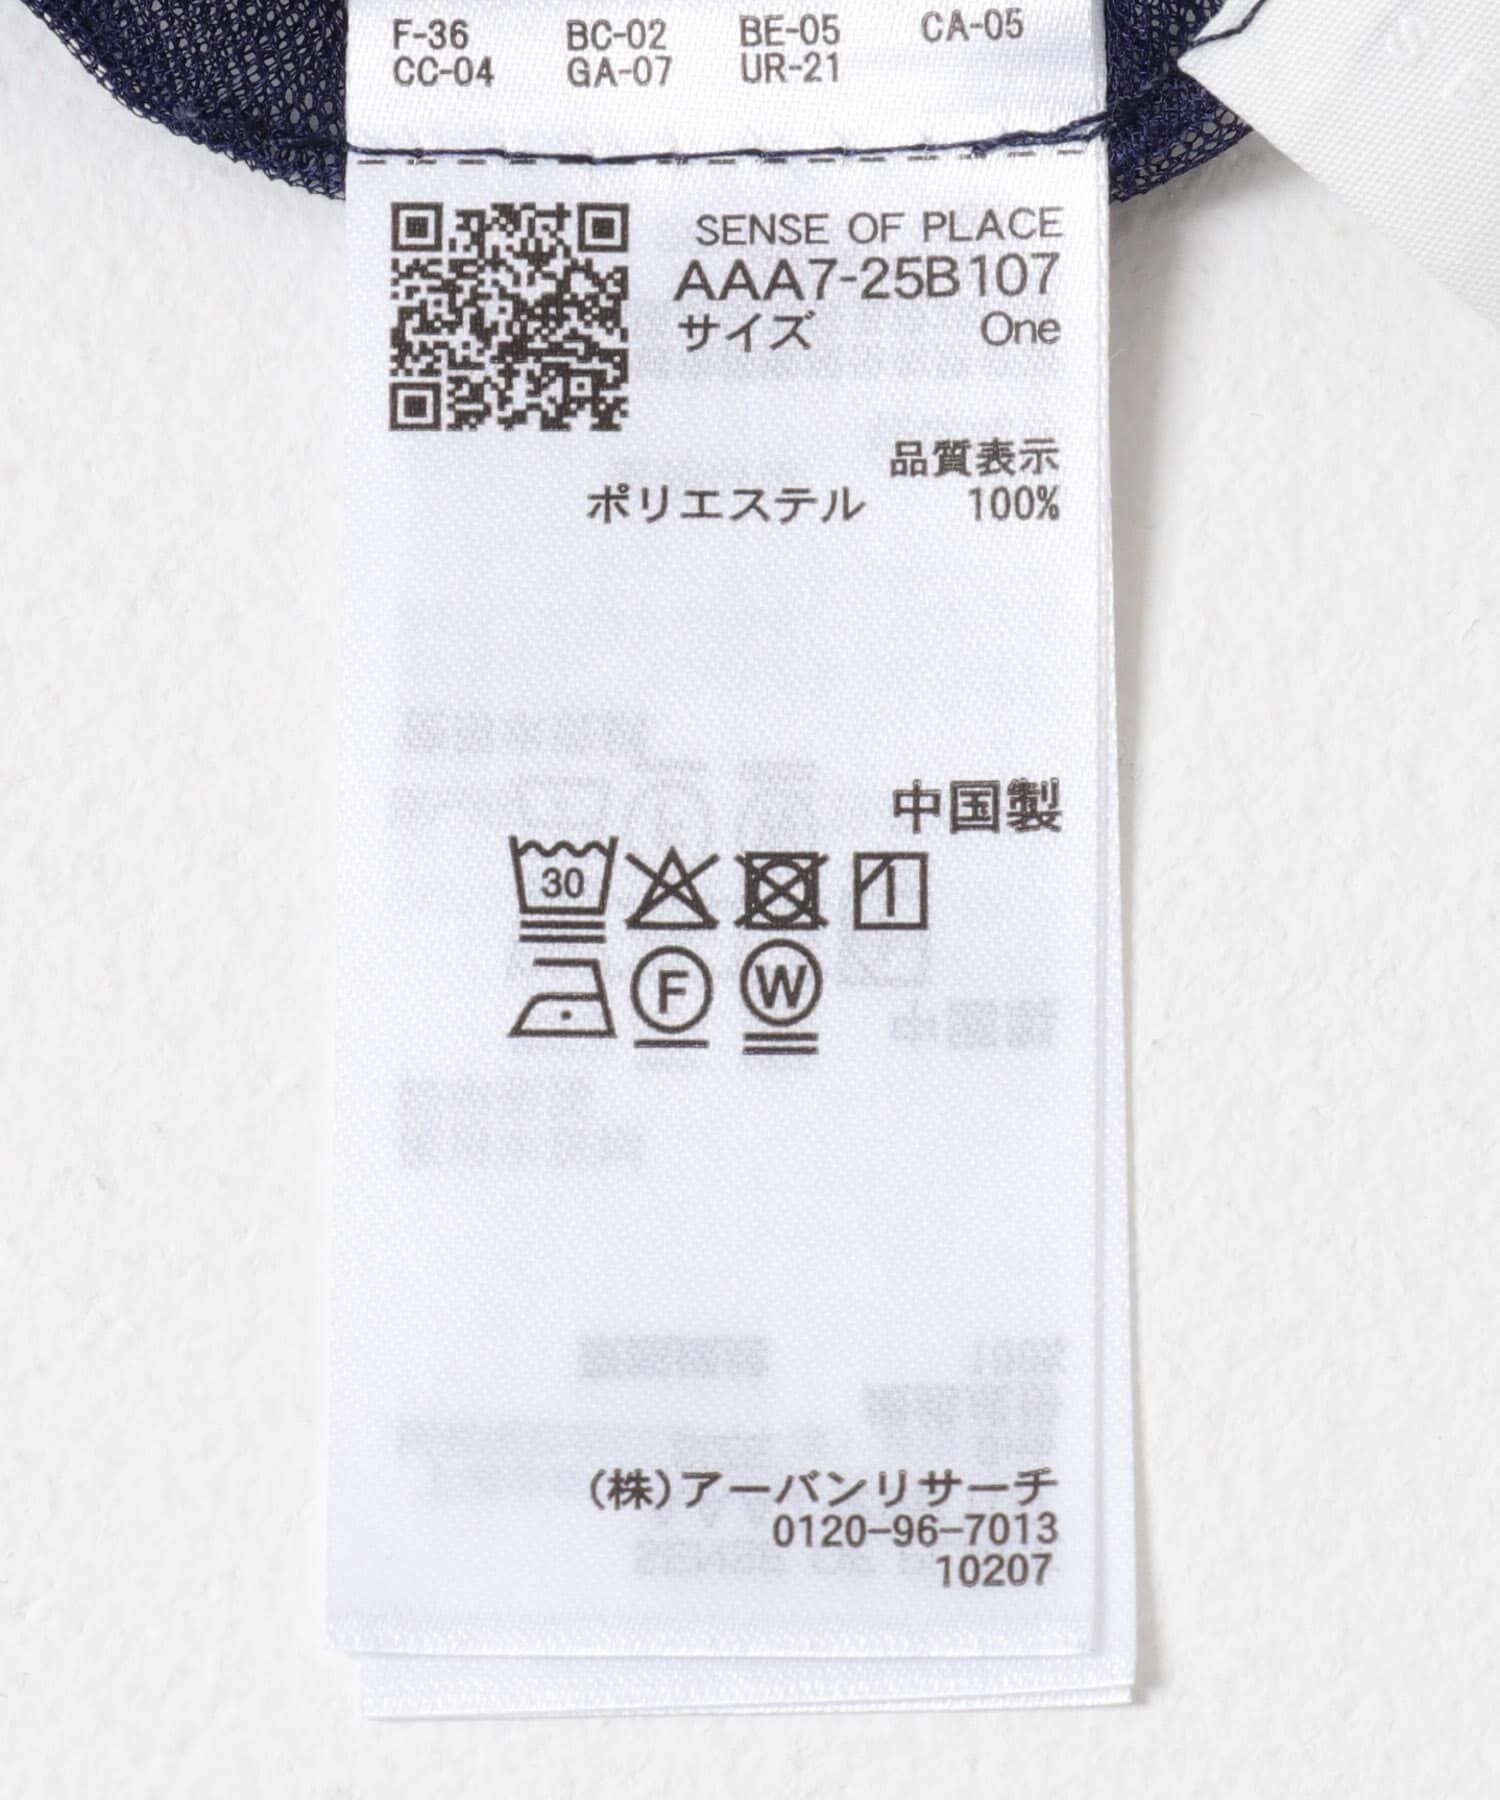 F-36 BC-02 BE-05 CA-05
CC-04 GA-07 UR-21
SENSE OF PLACE
AAA7-25B107
サイズ One
品質表示
ポリエステル 100%
中国製
30
F W
(株)アーバンリサーチ
0120-96-7013
10207